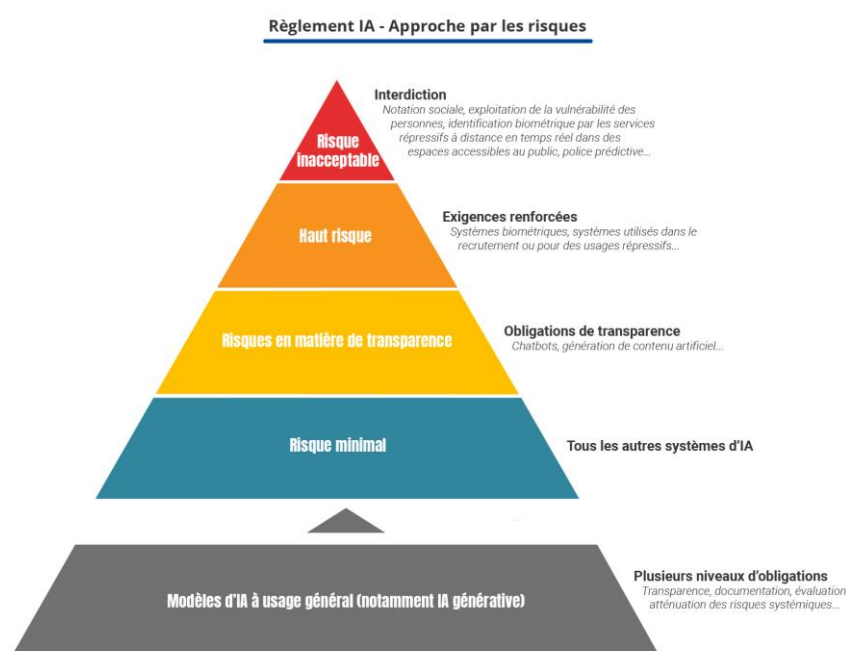 Règlement IA - Approche par les risques
Interdiction
Notation sociale, exploitation de la vulnérabilité des
personnes, identification biométrique par les services
répressifs à distance en temps réel dans des
espaces accessibles au public, police prédictive...
Risque
inacceptable
Exigences renforcées
Systèmes biométriques, systèmes utilisés dans le
recrutement ou pour des usages répressifs...
Haut risque
Obligations de transparence
Chatbots, génération de contenu artificiel...
Risques en matière de transparence
Risque minimal
Tous les autres systèmes d'IA
Plusieurs niveaux d'obligations
Transparence, documentation, évaluation
atténuation des risques systémiques...
Modèles d'IA à usage général (notamment IA générative)